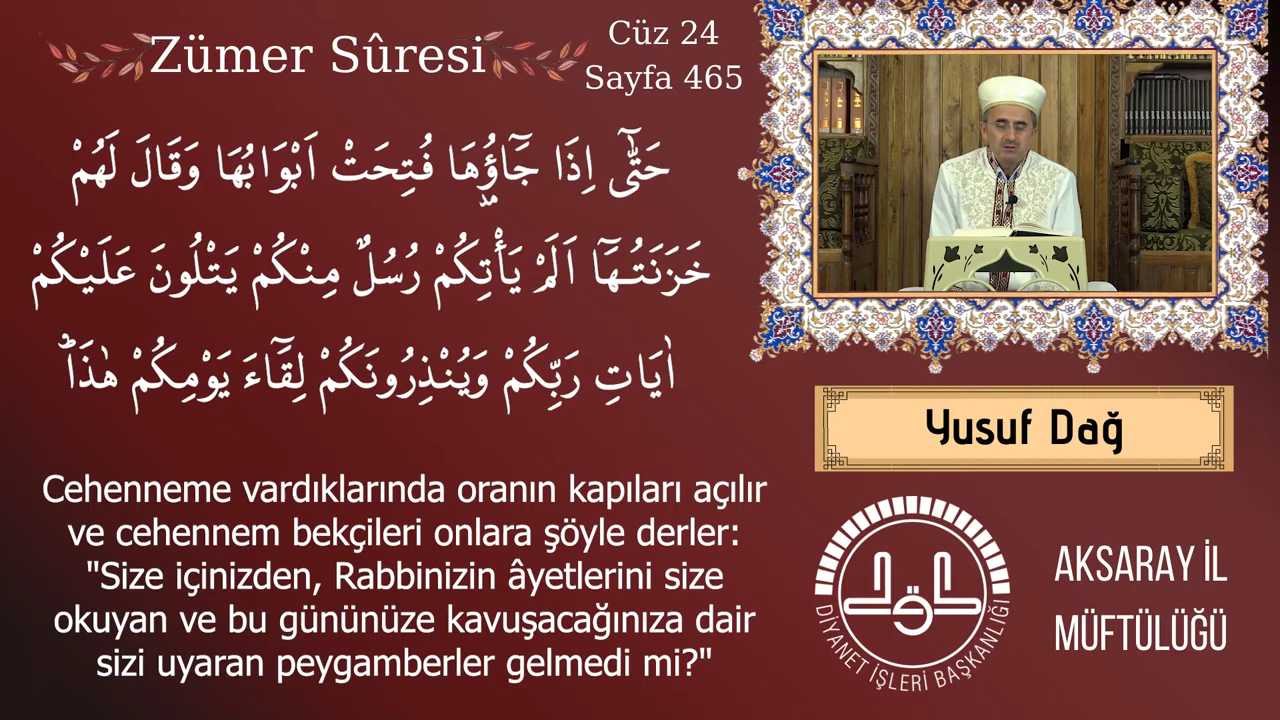 Zümer Sûresi
Cüz 24
Sayfa 465
حَتّٰٓى اِذَا جَٓاؤُ۫هَا فُتِحَتْ اَبْوَابُهَا وَقَالَ لَهُمْ
خَزَنَتُـهَٓا اَلَمْ يَأْتِكُمْ رُسُلٌ مِنْكُمْ يَتْلُونَ عَلَيْكُمْ
اٰيَاتِ رَبِّكُمْ وَيُنْذِرُونَكُمْ لِقَٓاءَ يَوْمِكُمْ هٰذَاۜ
Cehenneme vardıklarında oranın kapıları açılır
ve cehennem bekçileri onlara şöyle derler:
"Size içinizden, Rabbinizin âyetlerini size
okuyan ve bu gününüze kavuşacağınıza dair
sizi uyaran peygamberler gelmedi mi?"
Yusuf Dağ
DİYANET İŞLERİ BAŞKANLIĞI
AKSARAY İL
MÜFTÜLÜĞÜ